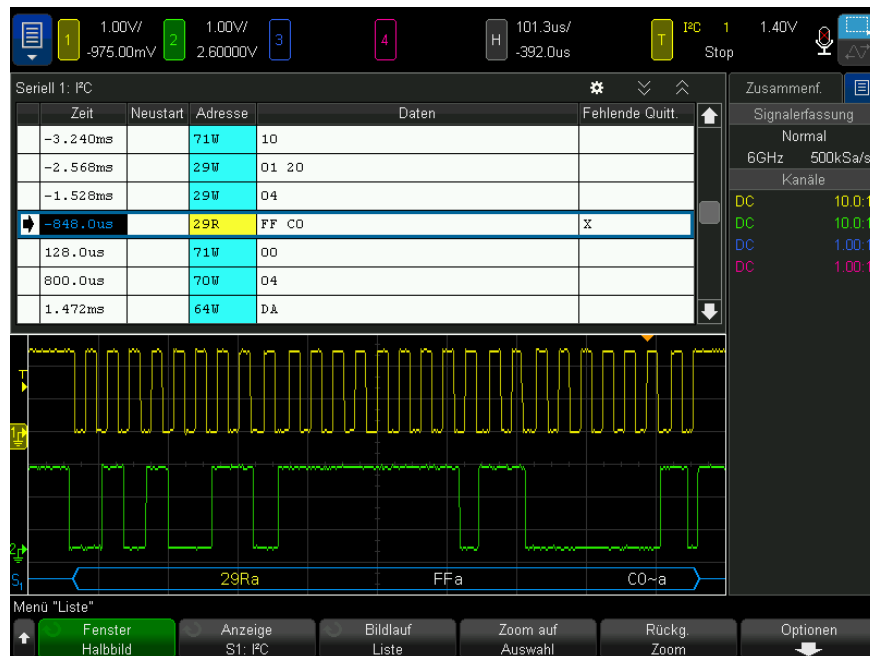 1 1.00V/ -975.00mV 2 1.00V/ 2.60000V 3 4 H 101.3us/ -392.0us T I²C 1 1.40V Stop
Seriell 1: I²C
Zeit Neustart Adresse Daten Fehlende Quitt.
-3.240ms 71W 10
-2.568ms 29W 01 20
-1.528ms 29W 04
-848.0us 29R FF C0 X
128.0us 71W 00
800.0us 70W 04
1.472ms 64W DA
Zusammenf.
Signalerfassung
Normal
6GHz 500kSa/s
Kanäle
DC 10.0:1
DC 10.0:1
DC 1.00:1
DC 1.00:1
T
1
2
S1 29Ra FFa C0~a
Menü "Liste"
Fenster Anzeige Bildlauf Zoom auf Rückg. Optionen
Halbbild S1: I²C Liste Auswahl Zoom